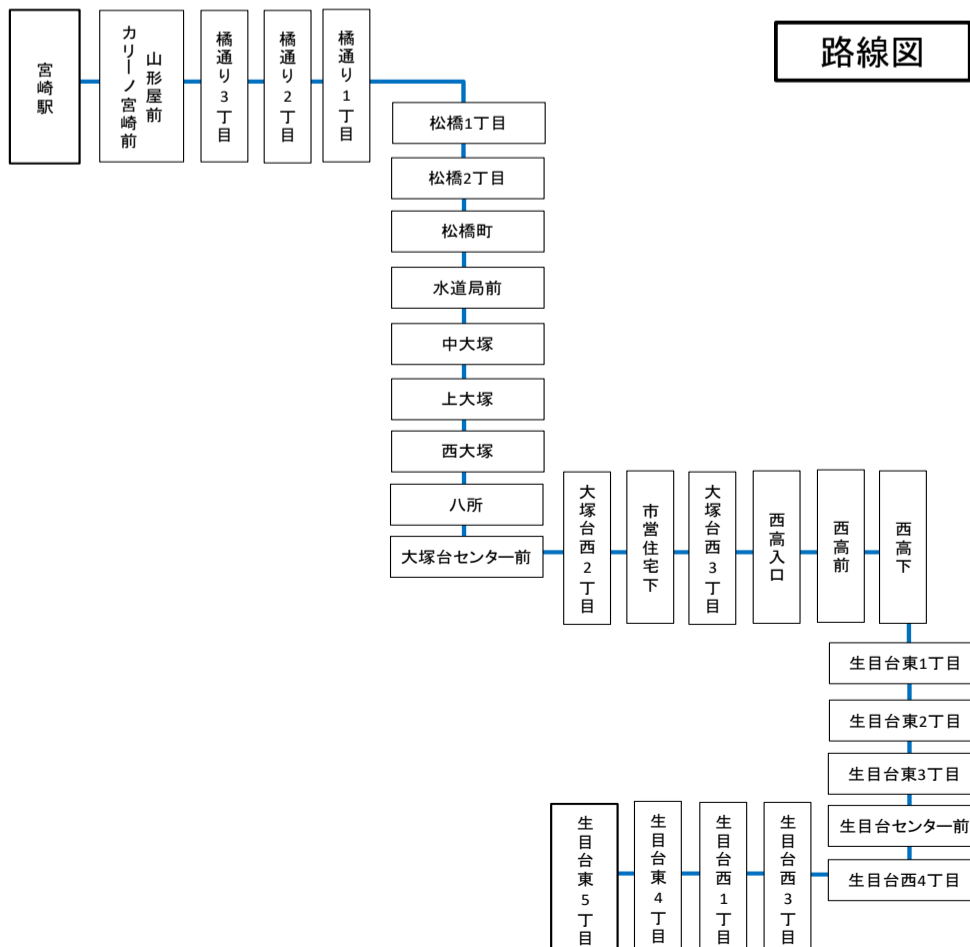 路線図
宮崎駅
山形屋前
カリーノ宮崎前
橘通り3丁目
橘通り2丁目
橘通り1丁目
松橋1丁目
松橋2丁目
松橋町
水道局前
中大塚
上大塚
西大塚
八所
大塚台センター前
大塚台西2丁目
市営住宅下
大塚台西3丁目
西高入口
西高前
西高下
生目台東1丁目
生目台東2丁目
生目台東3丁目
生目台センター前
生目台西4丁目
生目台西3丁目
生目台西1丁目
生目台東4丁目
生目台東5丁目